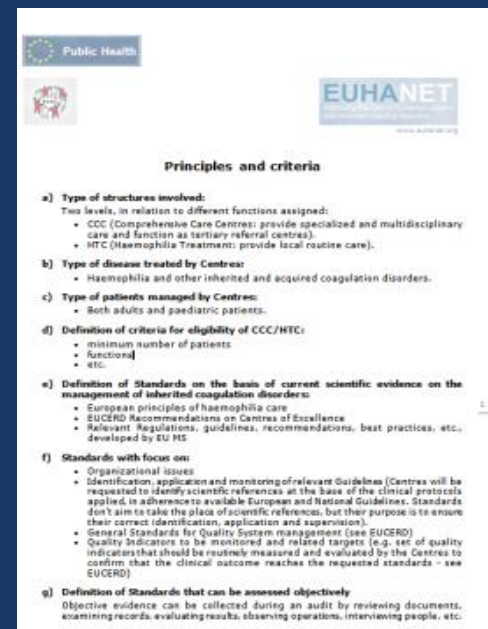 Public Health
EUHANET
www.euhanet.org
Principles and criteria
a) Type of structures involved:
Two levels, in relation to different functions assigned:
• CCC (Comprehensive Care Centres: provide specialized and multidisciplinary
care and function as tertiary referral centres).
• HTC (Haemophilia Treatment: provide local routine care).
b) Type of disease treated by Centres:
• Haemophilia and other inherited and acquired coagulation disorders.
c) Type of patients managed by Centres:
• Both adults and paediatric patients.
d) Definition of criteria for eligibility of CCC/HTC:
• minimum number of patients
• functions
• etc.
e) Definition of Standards on the basis of current scientific evidence on the
management of inherited coagulation disorders:
• European principles of haemophilia care
• EUCERD Recommendations on Centres of Excellence
• Relevant Regulations, guidelines, recommendations, best practices, etc.,
developed by EU MS
f) Standards with focus on:
• Organizational issues
• Identification, application and monitoring of relevant Guidelines (Centres will be
requested to identify scientific references at the base of the clinical protocols
applied, in adherence to available European and National Guidelines. Standards
don't aim to take the place of scientific references, but their purpose is to ensure
their correct identification, application and supervision).
• General Standards for Quality System management (see EUCERD)
• Quality Indicators to be monitored and related targets (e.g. set of quality
indicators that should be routinely measured and evaluated by the Centres to
confirm that the clinical outcome reaches the requested standards - see
EUCERD)
g) Definition of Standards that can be assessed objectively
Objective evidence can be collected during an audit by reviewing documents,
examining records, evaluating results, observing operations, interviewing people, etc.